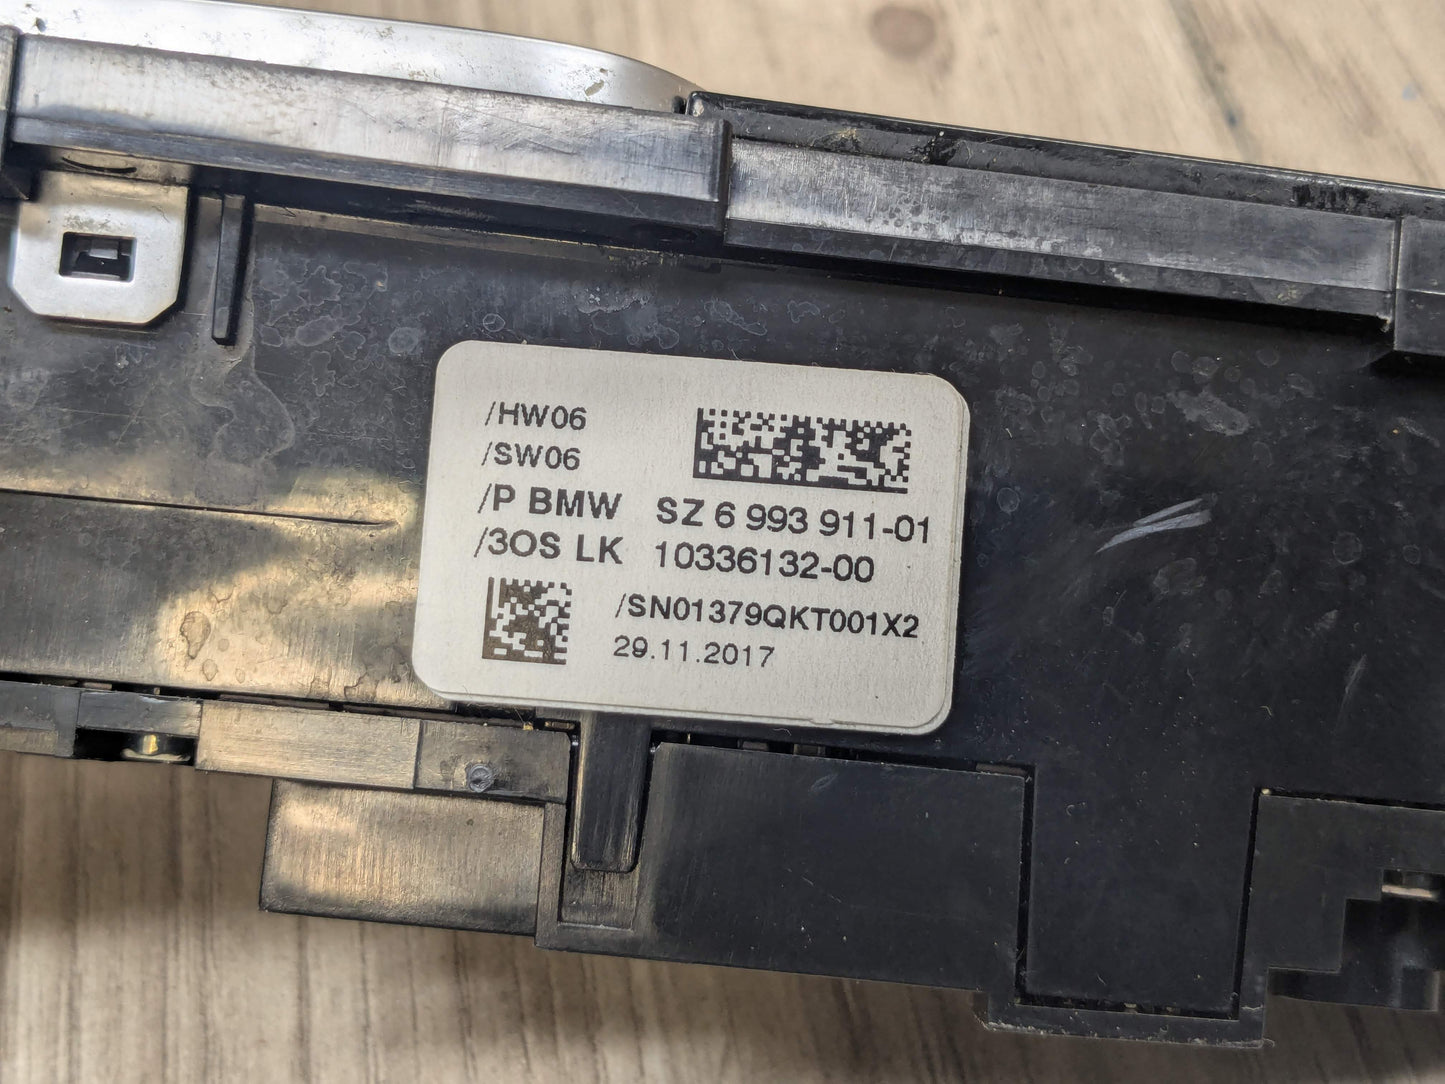 /HW06
/SW06
/P BMW SZ 6 993 911-01
/3OS LK 10336132-00
/SN01379QKT001X2
29.11.2017